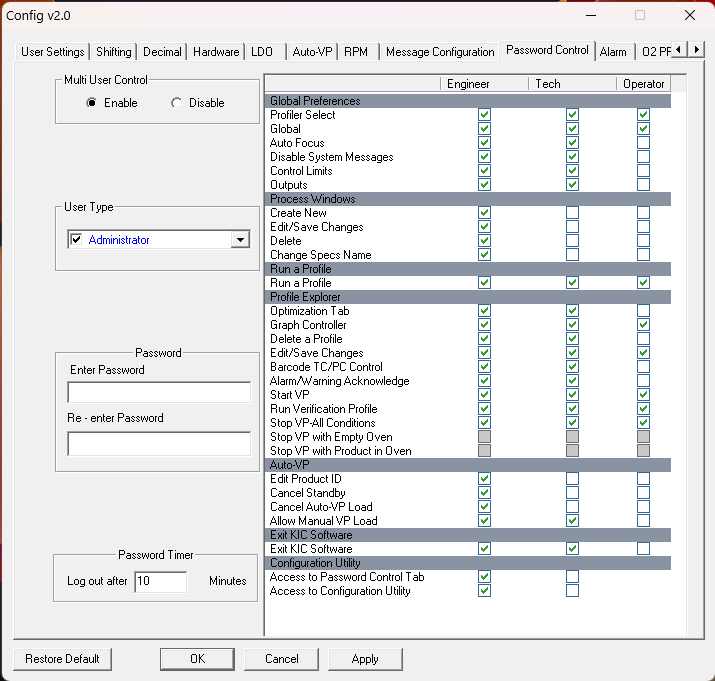 Config v2.0
User Settings Shifting Decimal Hardware LDO Auto-VP RPM Message Configuration Password Control Alarm O2 PF
Multi User Control
Enable Disable
User Type
Administrator
Password
Enter Password
Re - enter Password
Password Timer
Log out after 10 Minutes
Engineer Tech Operator
Global Preferences
Profiler Select
Global
Auto Focus
Disable System Messages
Control Limits
Outputs
Process Windows
Create New
Edit/Save Changes
Delete
Change Specs Name
Run a Profile
Run a Profile
Profile Explorer
Optimization Tab
Graph Controller
Delete a Profile
Edit/Save Changes
Barcode TC/PC Control
Alarm/Warning Acknowledge
Start VP
Run Verification Profile
Stop VP-All Conditions
Stop VP with Empty Oven
Stop VP with Product in Oven
Auto-VP
Edit Product ID
Cancel Standby
Cancel Auto-VP Load
Allow Manual VP Load
Exit KIC Software
Exit KIC Software
Configuration Utility
Access to Password Control Tab
Access to Configuration Utility
Restore Default OK Cancel Apply